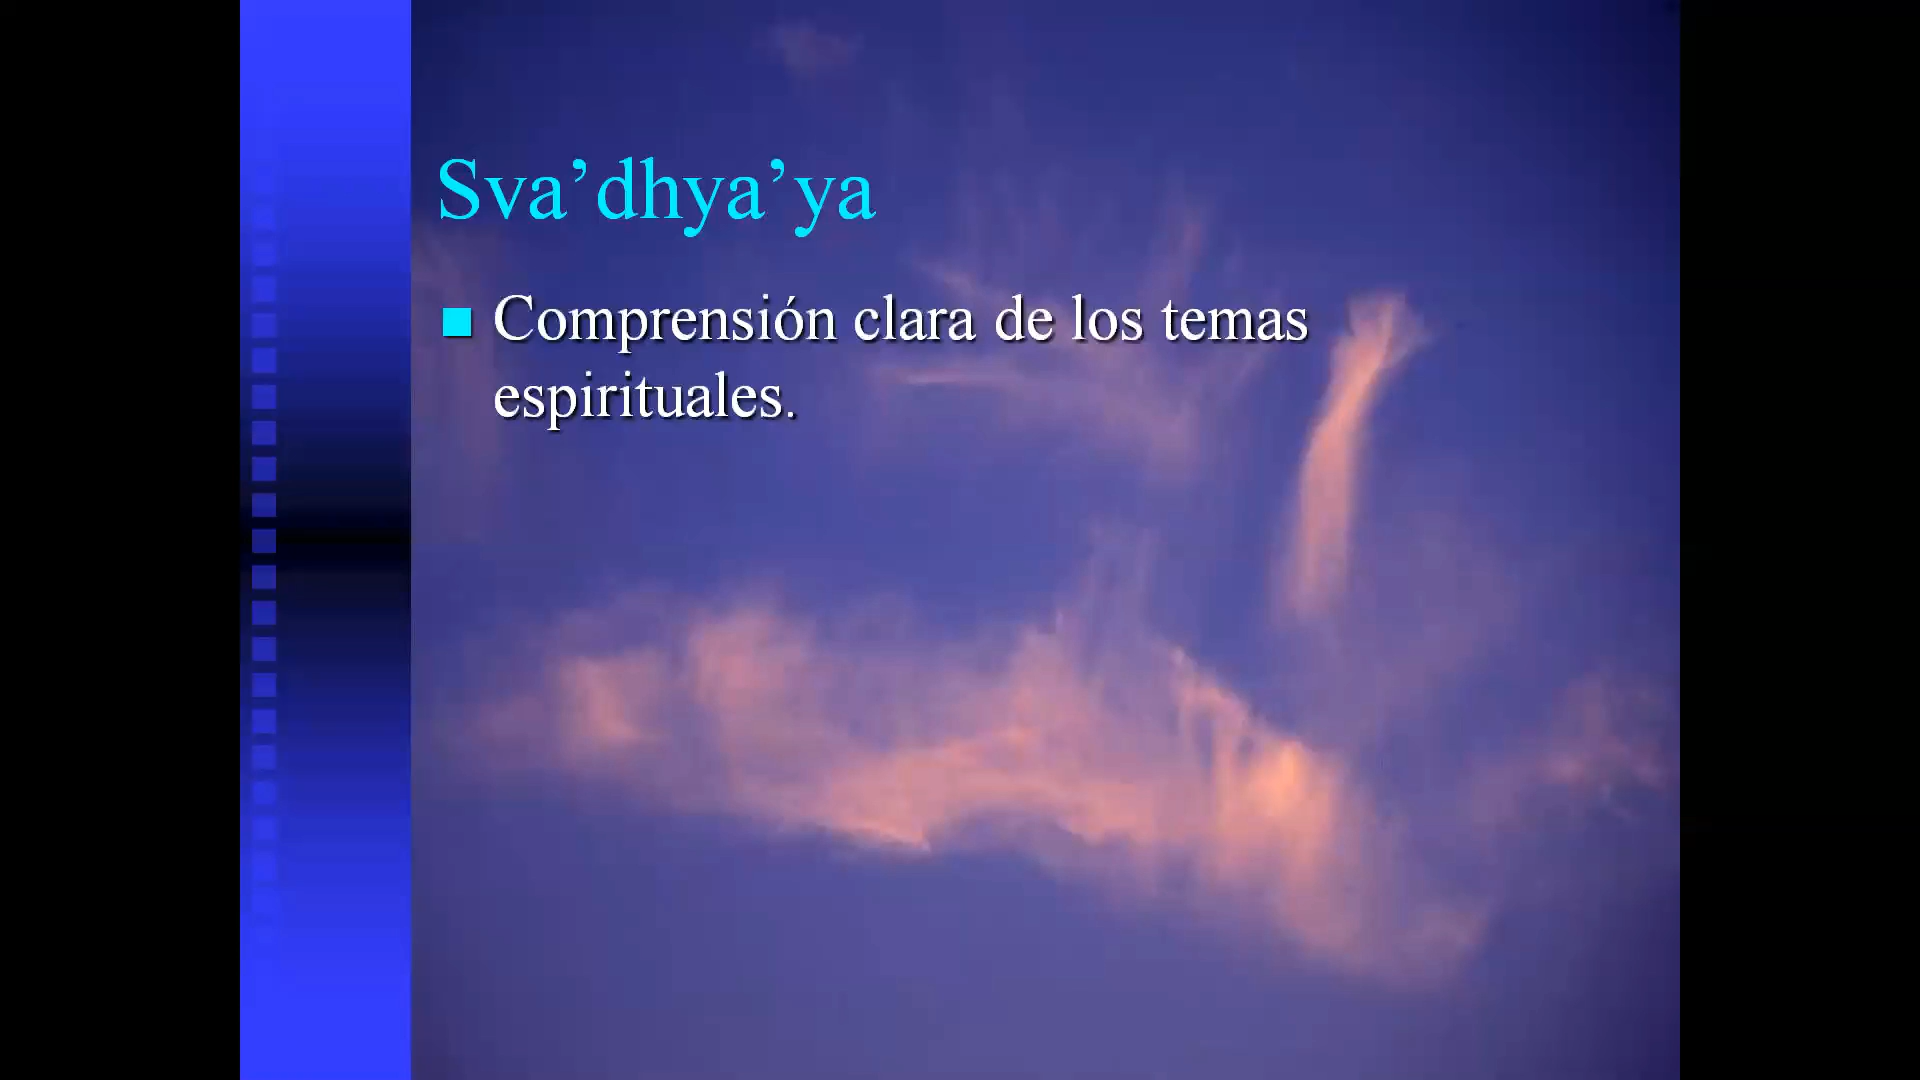 Sva’dhya’ya
Comprensión clara de los temas
espirituales.